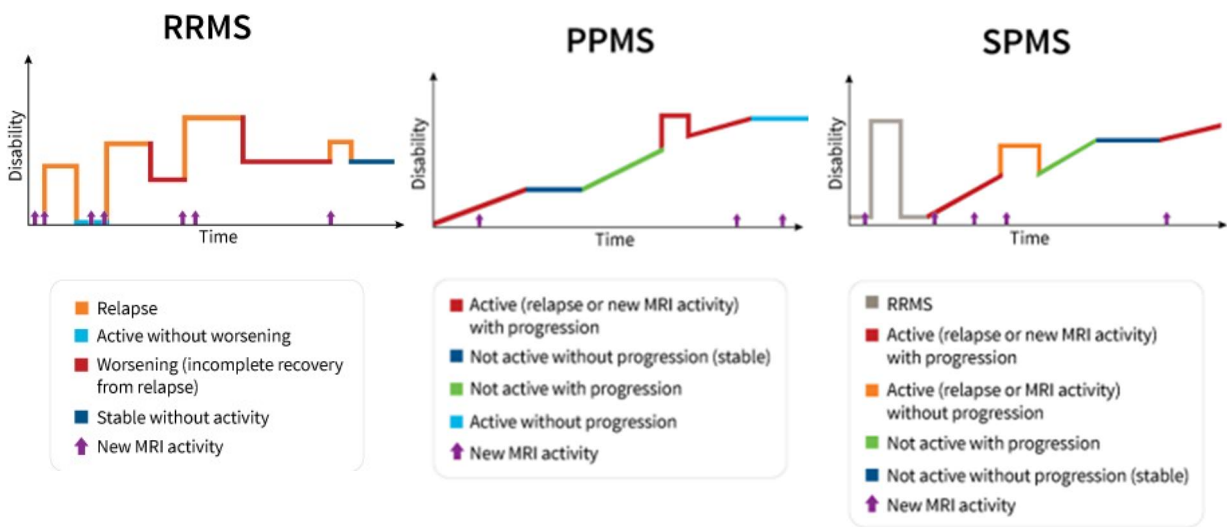 RRMS
Disability
Time
Relapse
Active without worsening
Worsening (incomplete recovery
from relapse)
Stable without activity
New MRI activity
PPMS
Disability
Time
Active (relapse or new MRI activity)
with progression
Not active without progression (stable)
Not active with progression
Active without progression
New MRI activity
SPMS
Disability
Time
RRMS
Active (relapse or new MRI activity)
with progression
Active (relapse or MRI activity)
without progression
Not active with progression
Not active without progression (stable)
New MRI activity